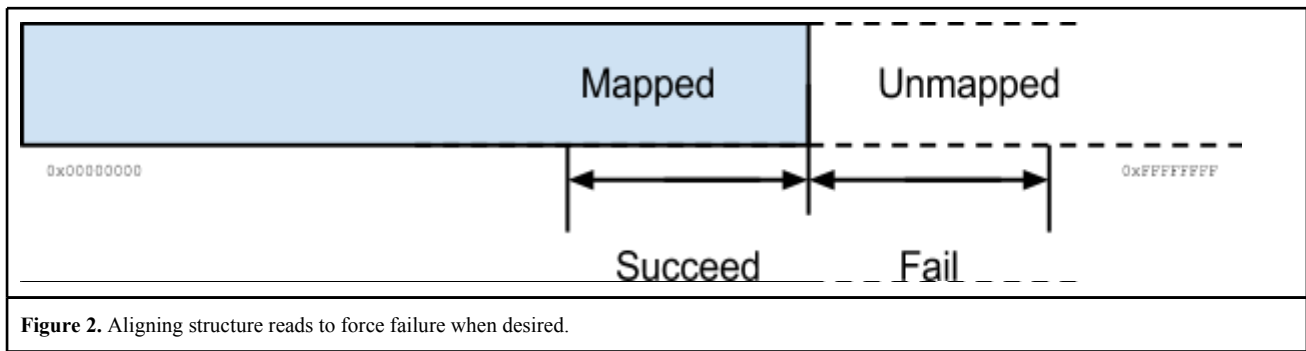 Mapped Unmapped
0x00000000 0xFFFFFFFF
Succeed Fail
Figure 2. Aligning structure reads to force failure when desired.